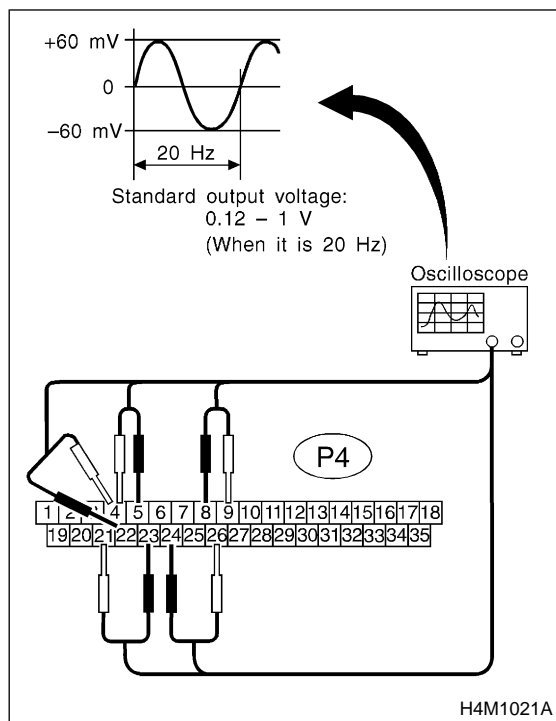 +60 mV
0
−60 mV
20 Hz
Standard output voltage:
0.12 – 1 V
(When it is 20 Hz)
Oscilloscope
P4
1 2 3 4 5 6 7 8 9 10 11 12 13 14 15 16 17 18
19 20 21 22 23 24 25 26 27 28 29 30 31 32 33 34 35
H4M1021A